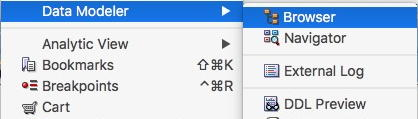 Data Modeler
Analytic View
Bookmarks ⇧⌘K
Breakpoints ^⌘R
Cart
Browser
Navigator
External Log
DDL Preview